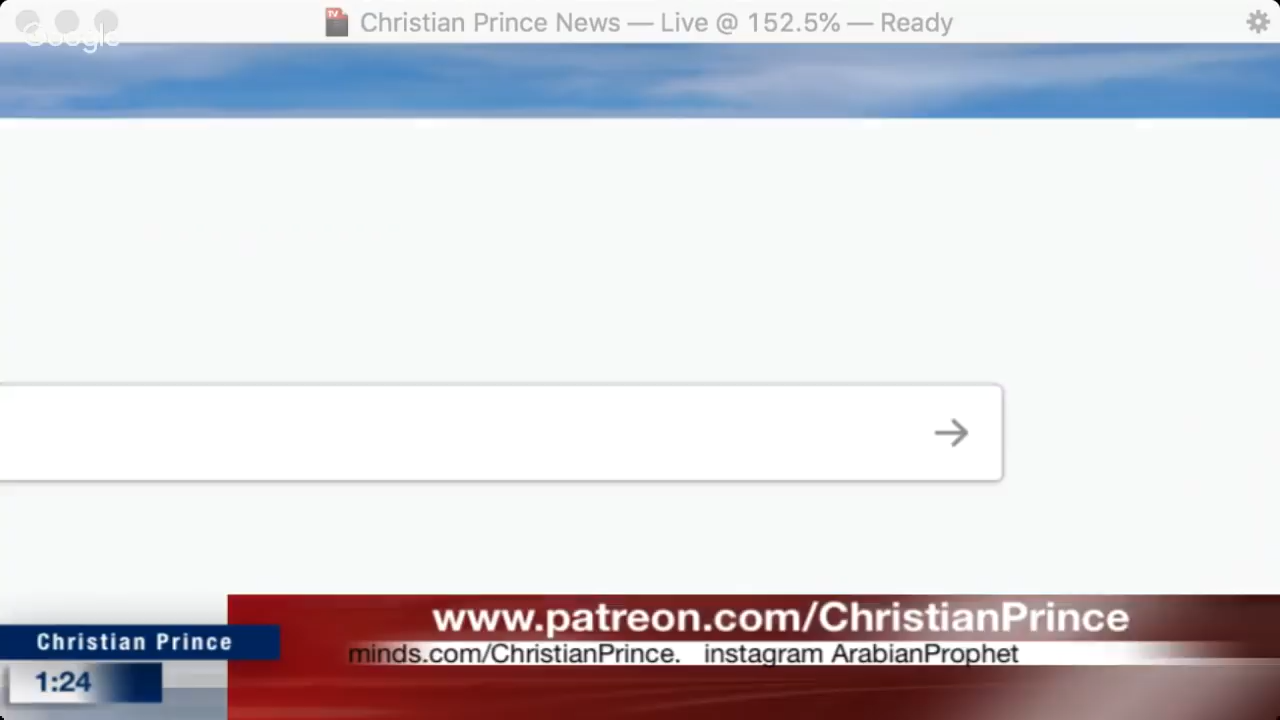 Christian Prince News — Live @ 152.5% — Ready
Google
www.patreon.com/ChristianPrince
minds.com/ChristianPrince. instagram ArabianProphet
Christian Prince
1:24